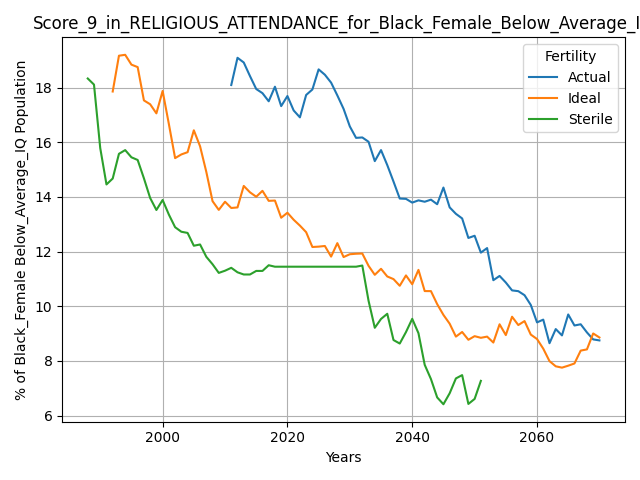 Score_9_in_RELIGIOUS_ATTENDANCE_for_Black_Female_Below_Average_I
% of Black_Female Below_Average_IQ Population
18
16
14
12
10
8
6
Fertility
Actual
Ideal
Sterile
2000
2020
2040
2060
Years